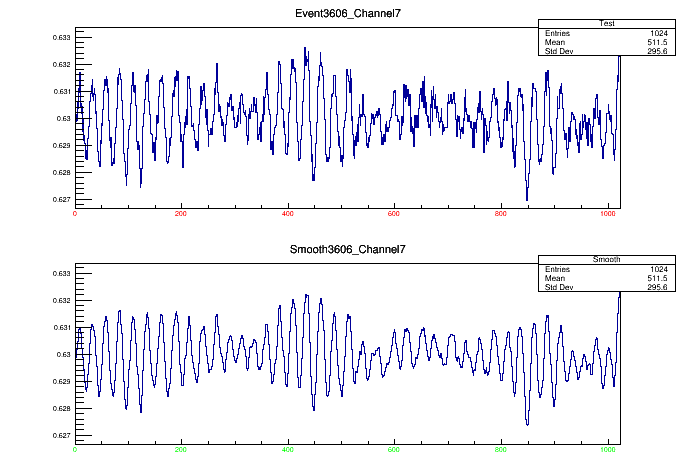 Event3606_Channel7
Test
Entries 1024
Mean 511.5
Std Dev 295.6
0.633
0.632
0.631
0.63
0.629
0.628
0.627
0 200 400 600 800 1000
Smooth3606_Channel7
Smooth
Entries 1024
Mean 511.5
Std Dev 295.6
0.633
0.632
0.631
0.63
0.629
0.628
0.627
0 200 400 600 800 1000